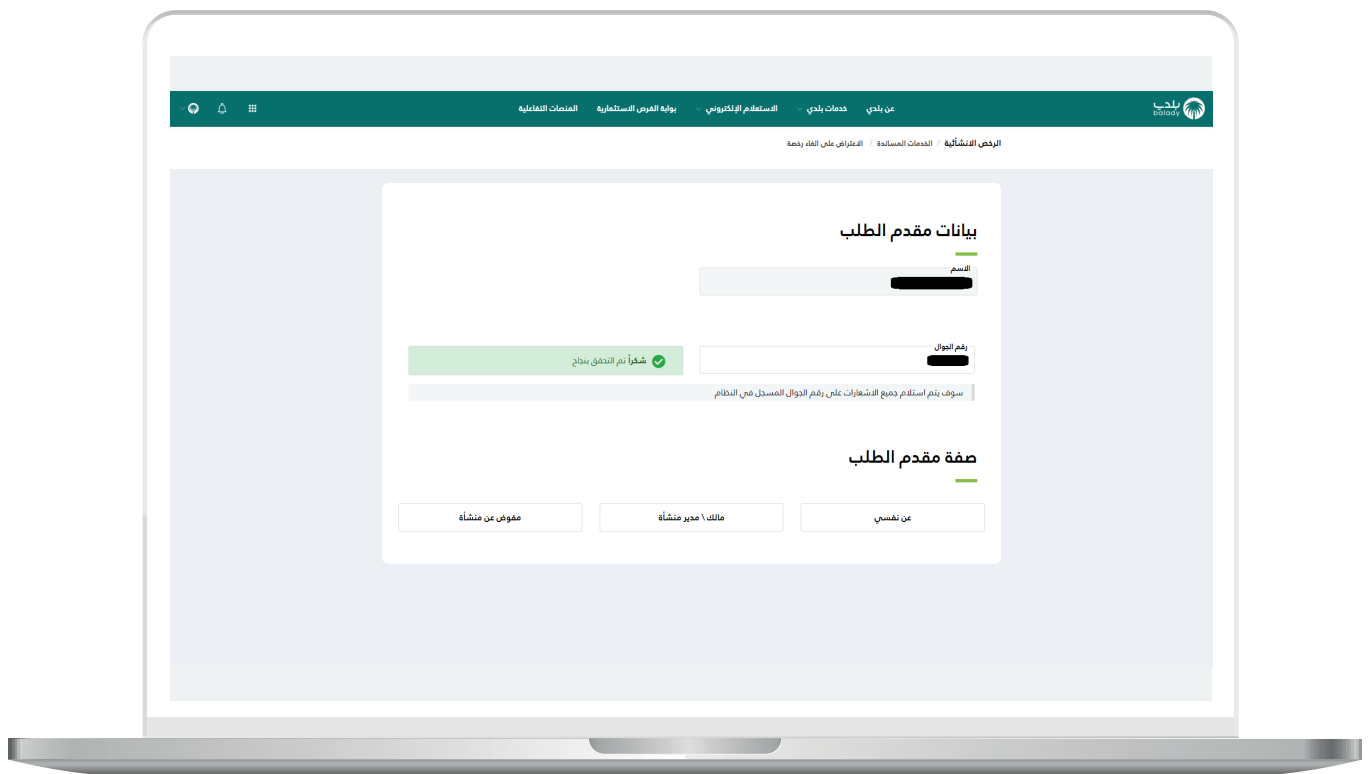 بلدي
balady
عن بلدي
خدمات بلدي
الاستعلام الإلكتروني
بوابة الفرص الاستثمارية
المنصات التفاعلية
الرخص الانشائية / الخدمات المساندة / الاعتراض على الغاء رخصة
بيانات مقدم الطلب
الاسم
رقم الجوال
شكراً تم التحقق بنجاح
سوف يتم استلام جميع الاشعارات على رقم الجوال المسجل في النظام
صفة مقدم الطلب
عن نفسي
مالك \ مدير منشأة
مفوض عن منشأة